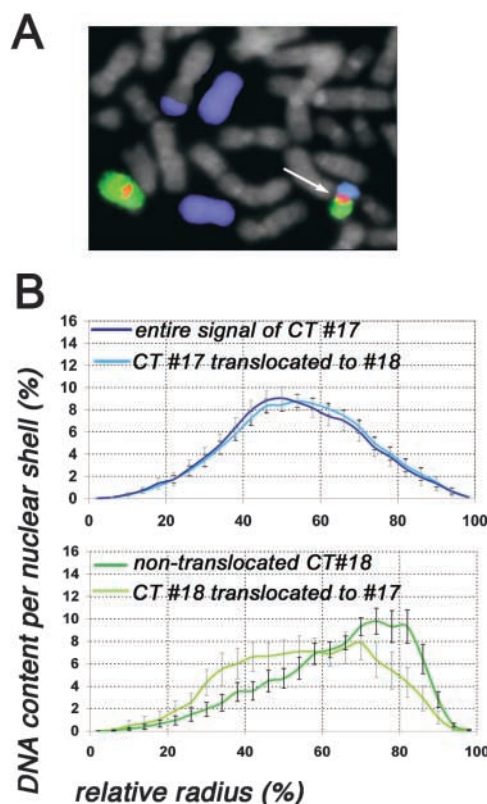 A
B
DNA content per nuclear shell (%)
16
14
12
10
8
6
4
2
0
entire signal of CT #17
CT #17 translocated to #18
0 20 40 60 80 100
16
14
12
10
8
6
4
2
0
non-translocated CT#18
CT #18 translocated to #17
0 20 40 60 80 100
relative radius (%)